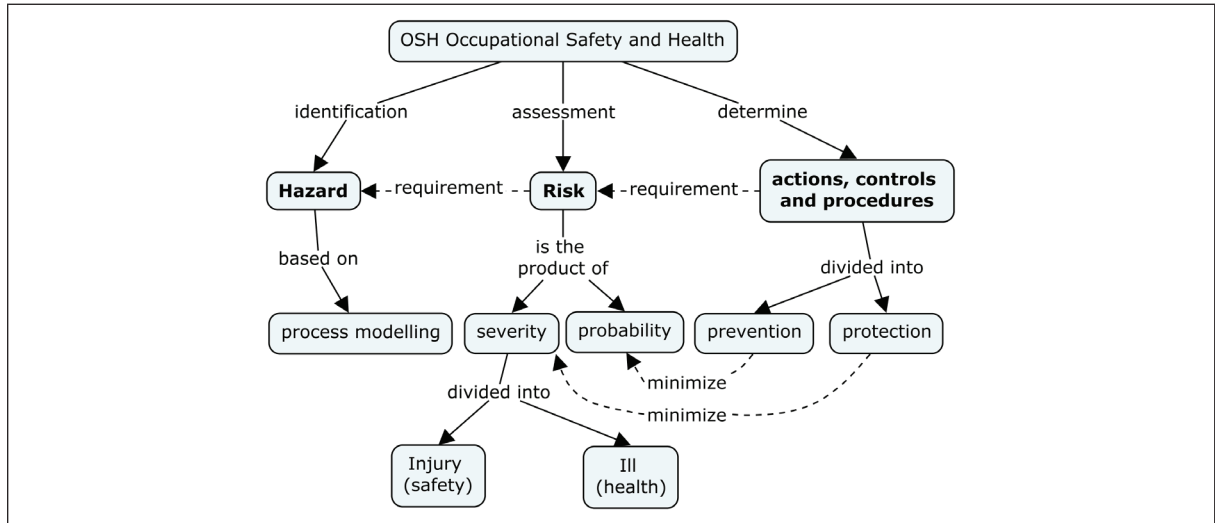 OSH Occupational Safety and Health
identification
assessment
determine
Hazard
requirement
Risk
requirement
actions, controls
and procedures
based on
is the
product of
divided into
process modelling
severity
probability
prevention
protection
minimize
divided into
minimize
Injury
(safety)
Ill
(health)